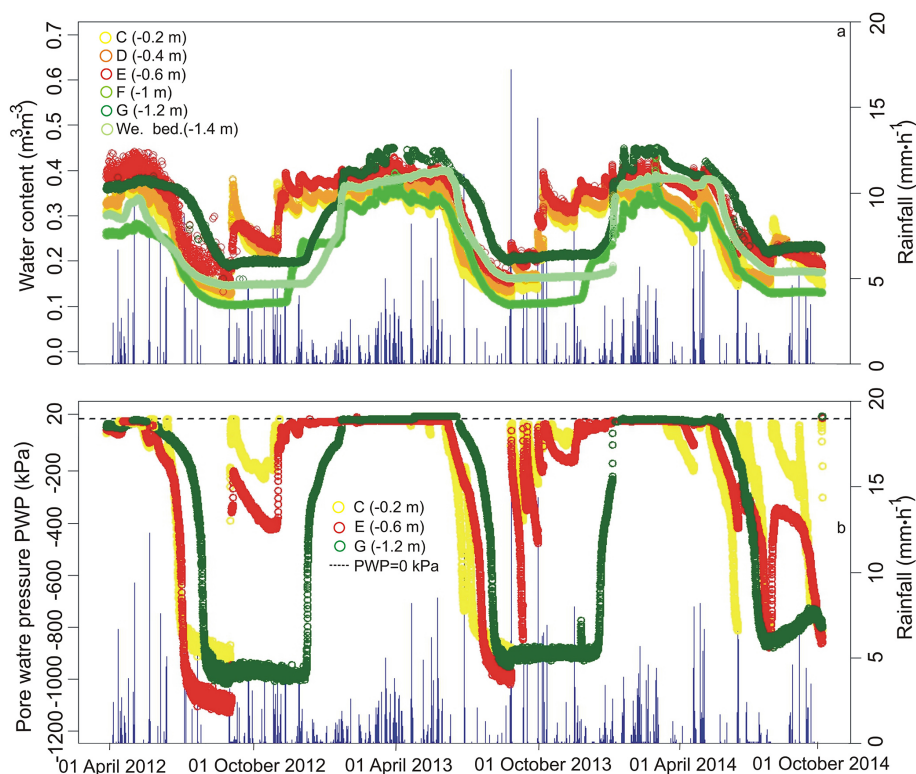 a
0.7
0.6
0.5
0.4
0.3
0.2
0.1
0.0
Water content (m³·m⁻³)
C (-0.2 m)
D (-0.4 m)
E (-0.6 m)
F (-1 m)
G (-1.2 m)
We. bed.(-1.4 m)
20
15
10
5
0
Rainfall (mm·h⁻¹)
b
20
-200
-400
-600
-800
-1000
-1200
Pore watre pressure PWP (kPa)
C (-0.2 m)
E (-0.6 m)
G (-1.2 m)
PWP=0 kPa
20
15
10
5
0
Rainfall (mm·h⁻¹)
01 April 2012 01 October 2012 01 April 2013 01 October 2013 01 April 2014 01 October 2014